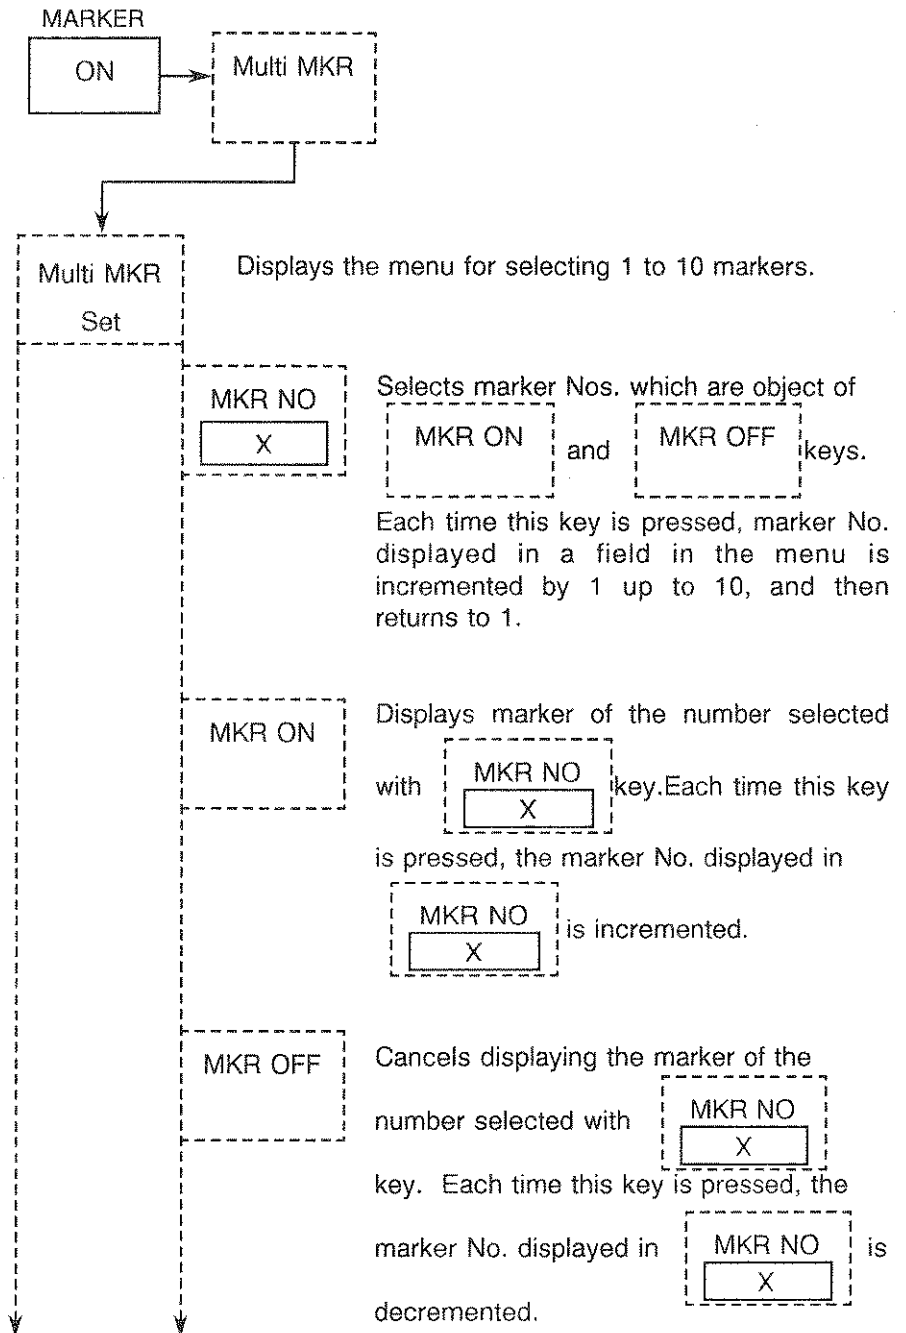 MARKER
ON
Multi MKR
Multi MKR
Set
Displays the menu for selecting 1 to 10 markers.
MKR NO
X
Selects marker Nos. which are object of
MKR ON and MKR OFF keys.
Each time this key is pressed, marker No.
displayed in a field in the menu is
incremented by 1 up to 10, and then
returns to 1.
MKR ON
Displays marker of the number selected
with MKR NO X key.Each time this key
is pressed, the marker No. displayed in
MKR NO X is incremented.
MKR OFF
Cancels displaying the marker of the
number selected with MKR NO X
key. Each time this key is pressed, the
marker No. displayed in MKR NO X is
decremented.